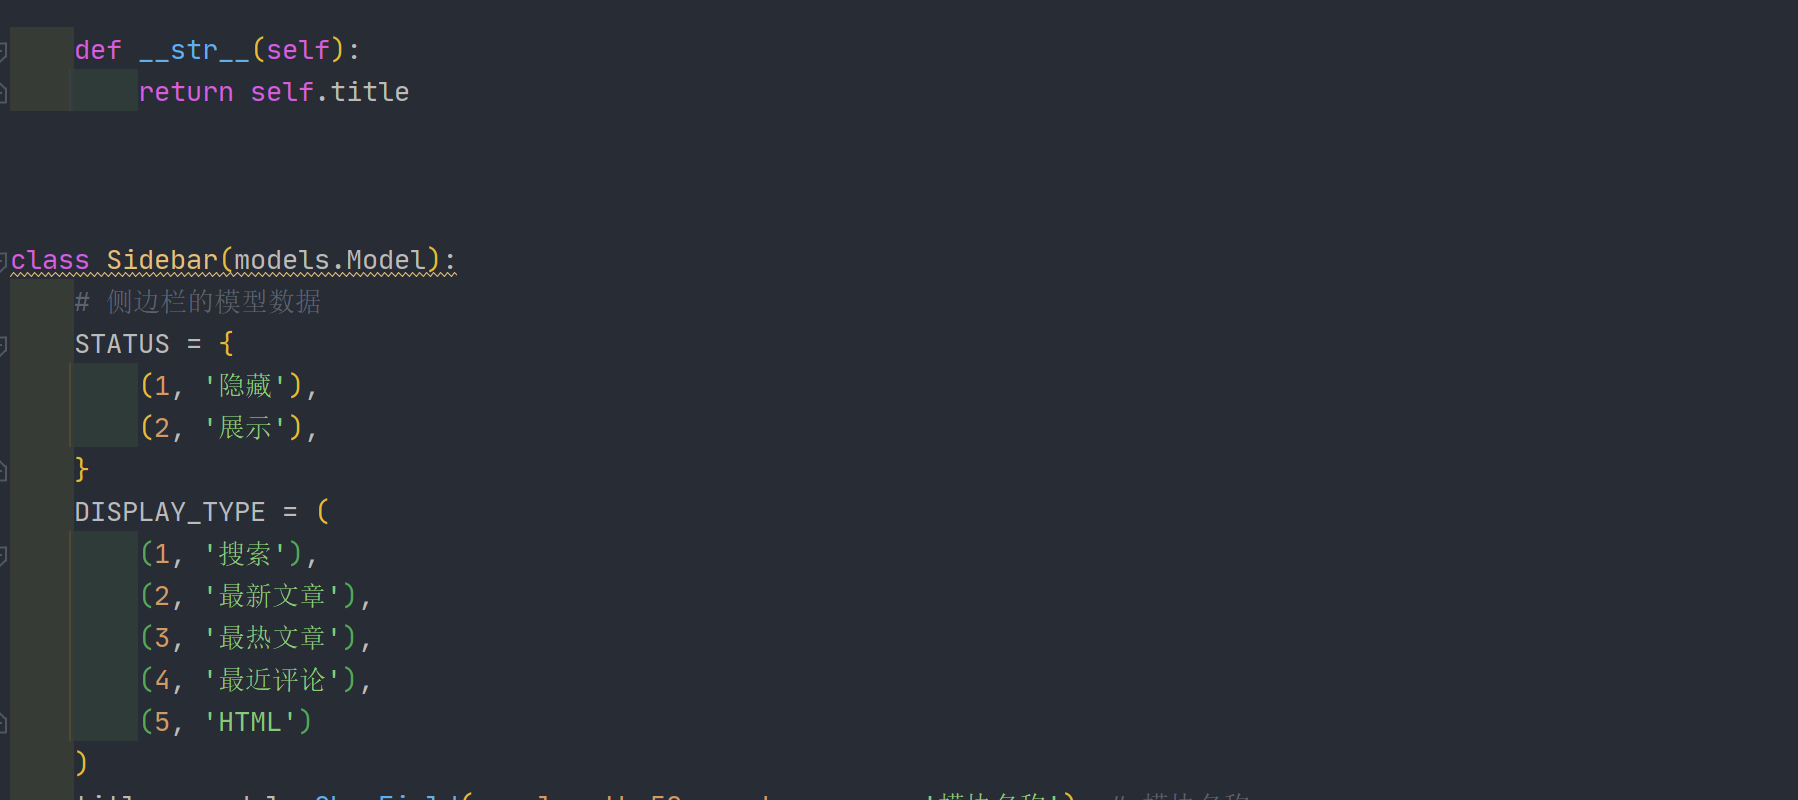 def __str__(self):
return self.title
class Sidebar(models.Model):
# 侧边栏的模型数据
STATUS = {
(1, '隐藏'),
(2, '展示'),
}
DISPLAY_TYPE = (
(1, '搜索'),
(2, '最新文章'),
(3, '最热文章'),
(4, '最近评论'),
(5, 'HTML')
)